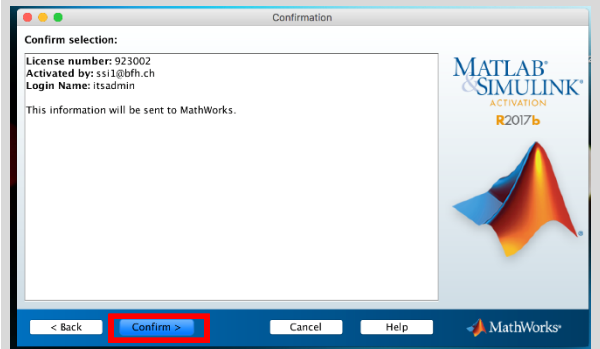 Confirmation
Confirm selection:
License number: 923002
Activated by: ssi1@bfh.ch
Login Name: itsadmin
This information will be sent to MathWorks.
MATLAB®
&SIMULINK®
ACTIVATION
R2017b
< Back
Confirm >
Cancel
Help
MathWorks®